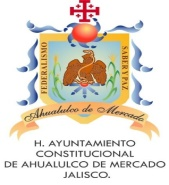 FEDERALISMO
SABER Y PAZ
Ahualulco de Mercado
H. AYUNTAMIENTO
CONSTITUCIONAL
DE AHUALULCO DE MERCADO
JALISCO.